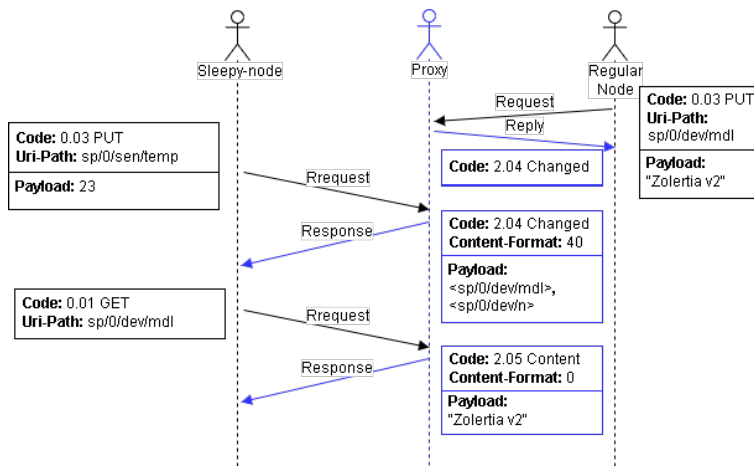 Sleepy-node
Proxy
Regular
Node
Request
Code: 0.03 PUT
Uri-Path:
sp/0/dev/mdl
Payload:
"Zolertia v2"
Reply
Code: 2.04 Changed
Code: 0.03 PUT
Uri-Path: sp/0/sen/temp
Payload: 23
Rrequest
Response
Code: 2.04 Changed
Content-Format: 40
Payload:
<sp/0/dev/mdl>,
<sp/0/dev/n>
Code: 0.01 GET
Uri-Path: sp/0/dev/mdl
Rrequest
Response
Code: 2.05 Content
Content-Format: 0
Payload:
"Zolertia v2"